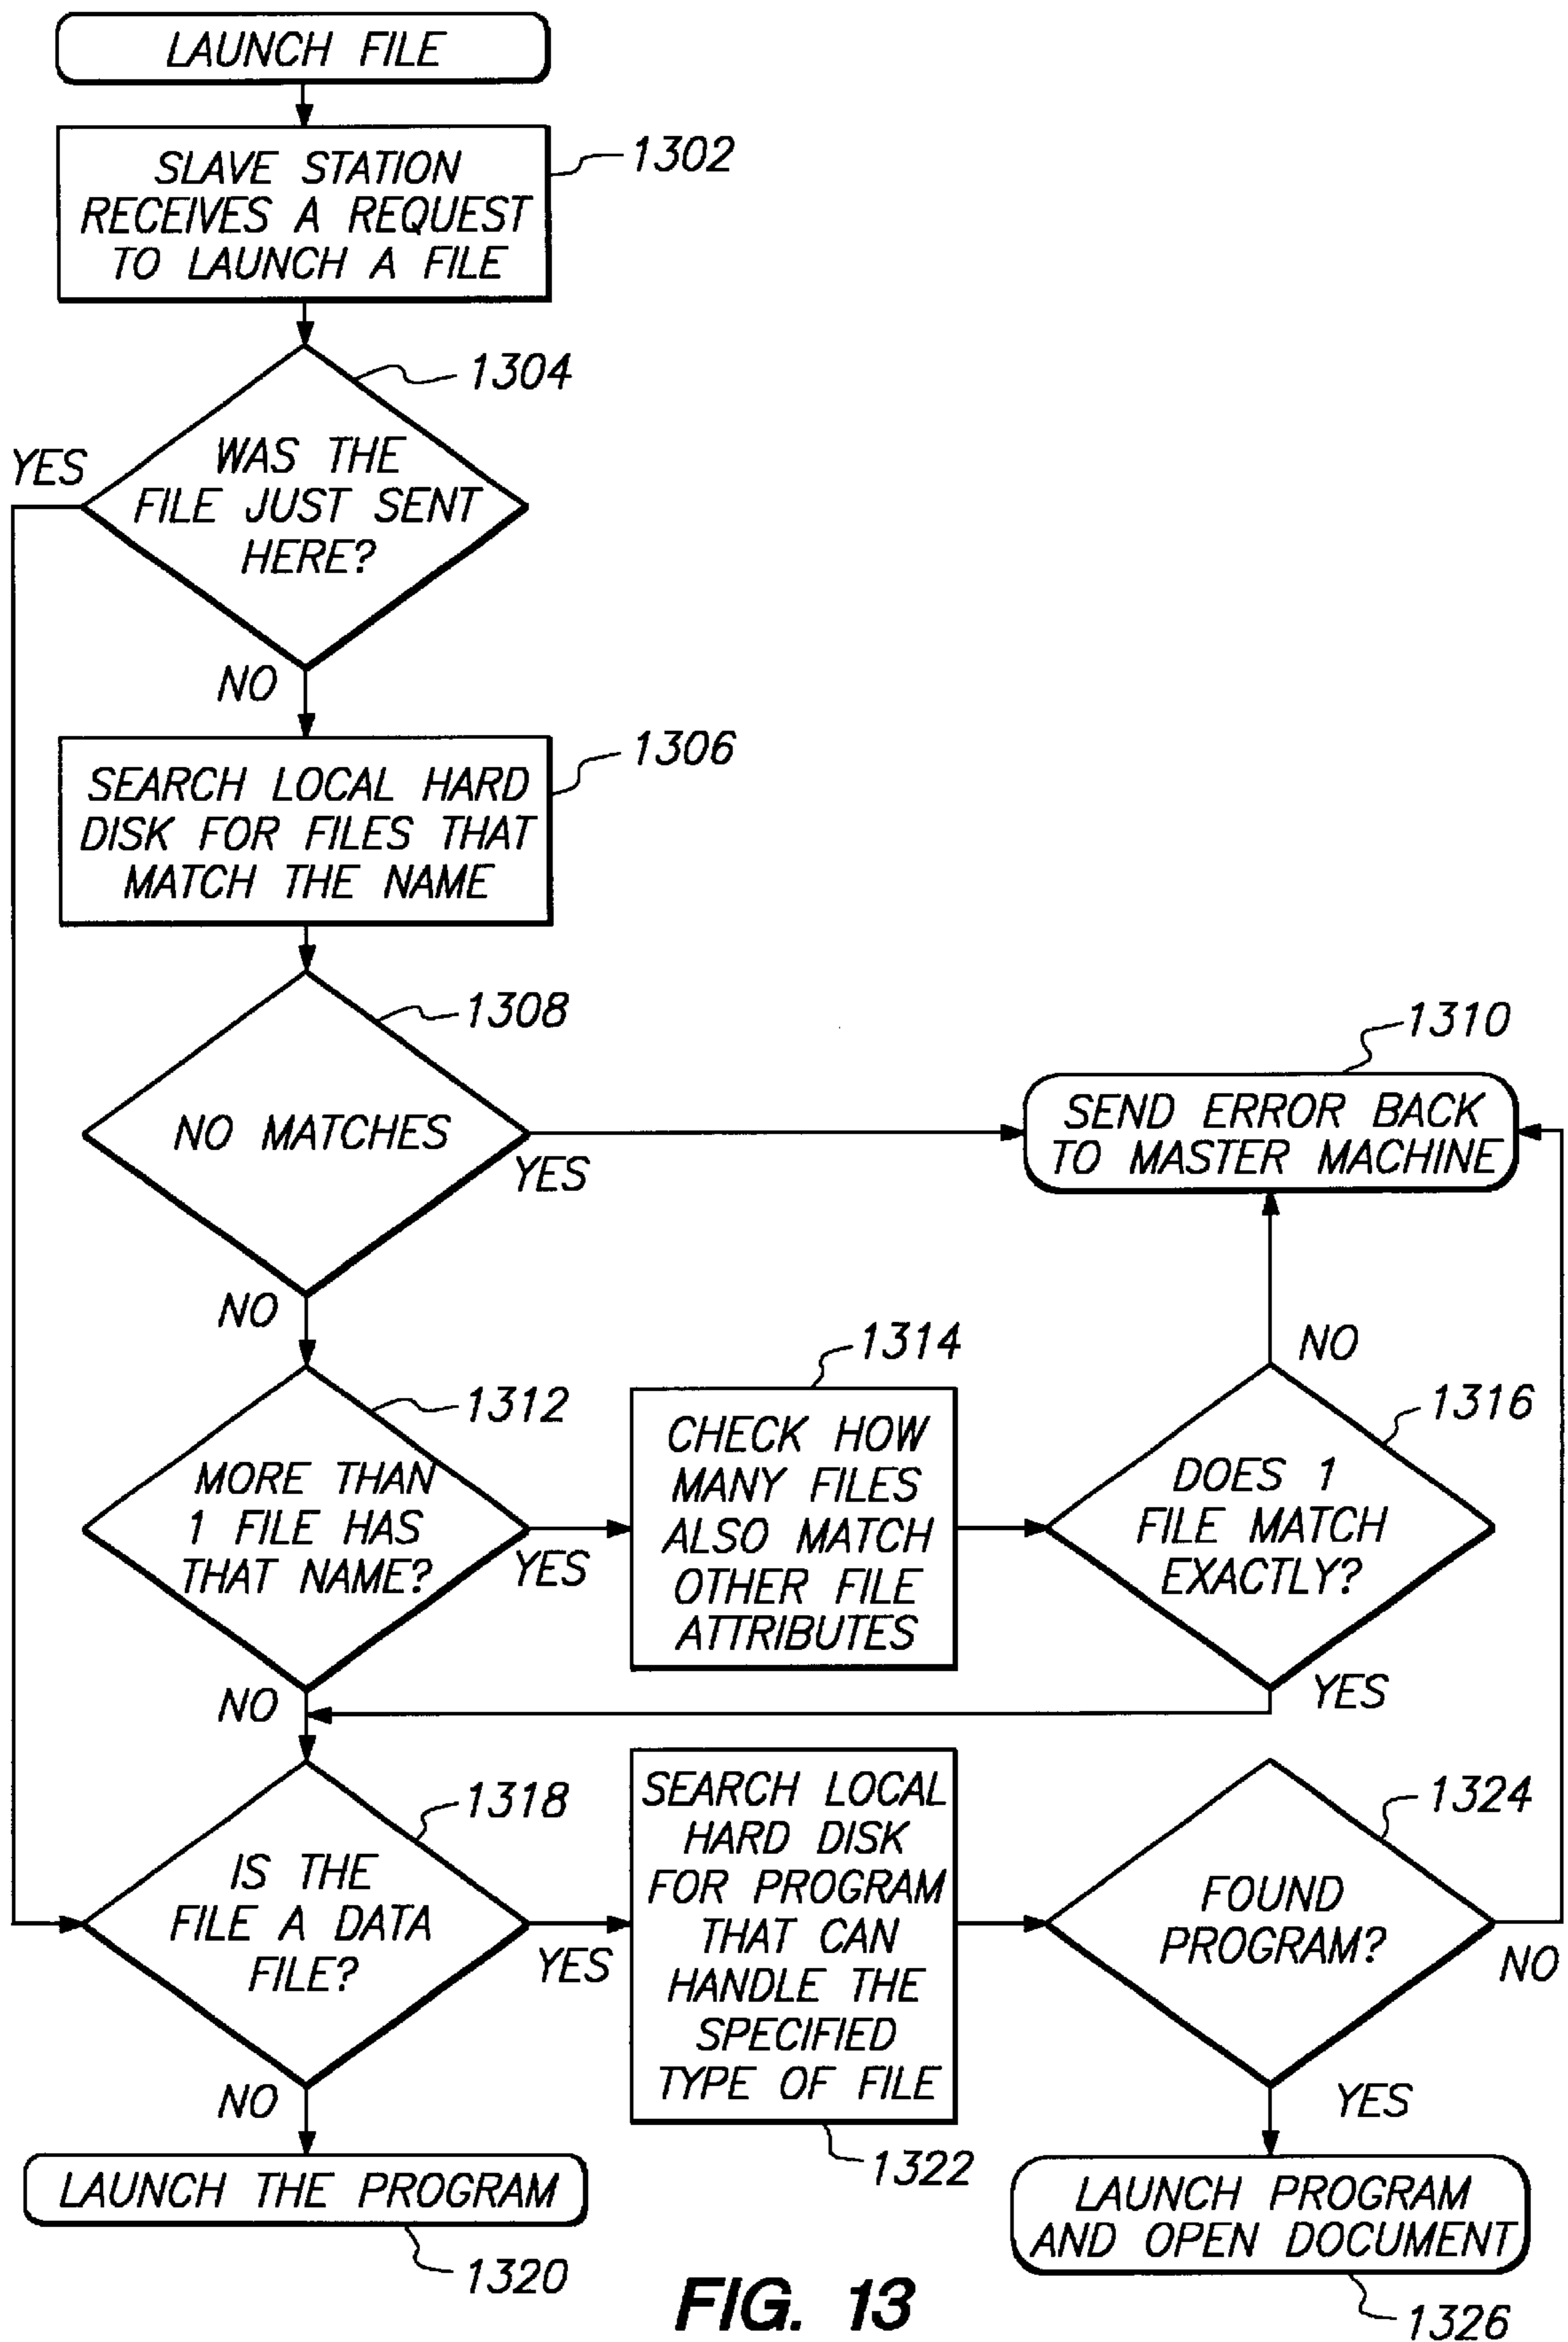 LAUNCH FILE
SLAVE STATION
RECEIVES A REQUEST
TO LAUNCH A FILE
1302
1304
WAS THE
FILE JUST SENT
HERE?
YES
NO
1306
SEARCH LOCAL HARD
DISK FOR FILES THAT
MATCH THE NAME
1308
NO MATCHES
YES
NO
1310
SEND ERROR BACK
TO MASTER MACHINE
1312
MORE THAN
1 FILE HAS
THAT NAME?
YES
NO
1314
CHECK HOW
MANY FILES
ALSO MATCH
OTHER FILE
ATTRIBUTES
NO
1316
DOES 1
FILE MATCH
EXACTLY?
YES
1318
IS THE
FILE A DATA
FILE?
YES
NO
SEARCH LOCAL
HARD DISK
FOR PROGRAM
THAT CAN
HANDLE THE
SPECIFIED
TYPE OF FILE
1322
1324
FOUND
PROGRAM?
NO
YES
LAUNCH THE PROGRAM
1320
LAUNCH PROGRAM
AND OPEN DOCUMENT
1326
FIG. 13